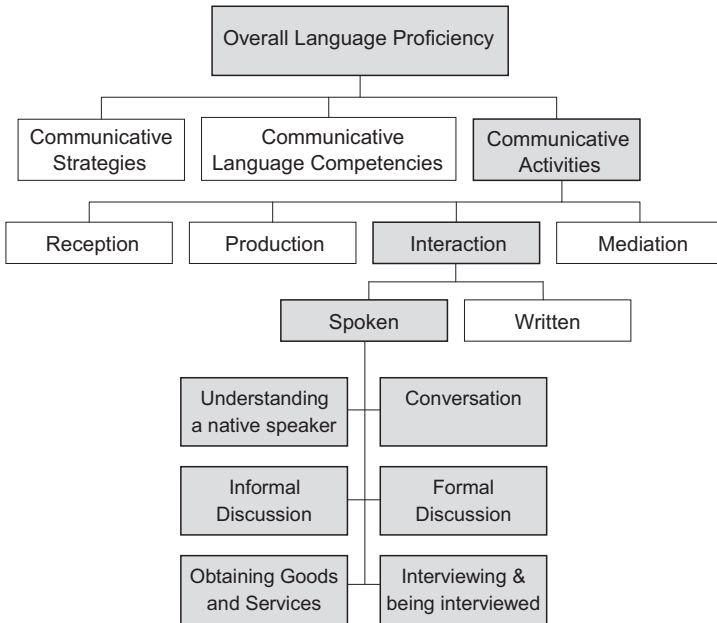 Overall Language Proficiency
Communicative
Strategies
Communicative
Language Competencies
Communicative
Activities
Reception
Production
Interaction
Mediation
Spoken
Written
Understanding
a native speaker
Conversation
Informal
Discussion
Formal
Discussion
Obtaining Goods
and Services
Interviewing &
being interviewed